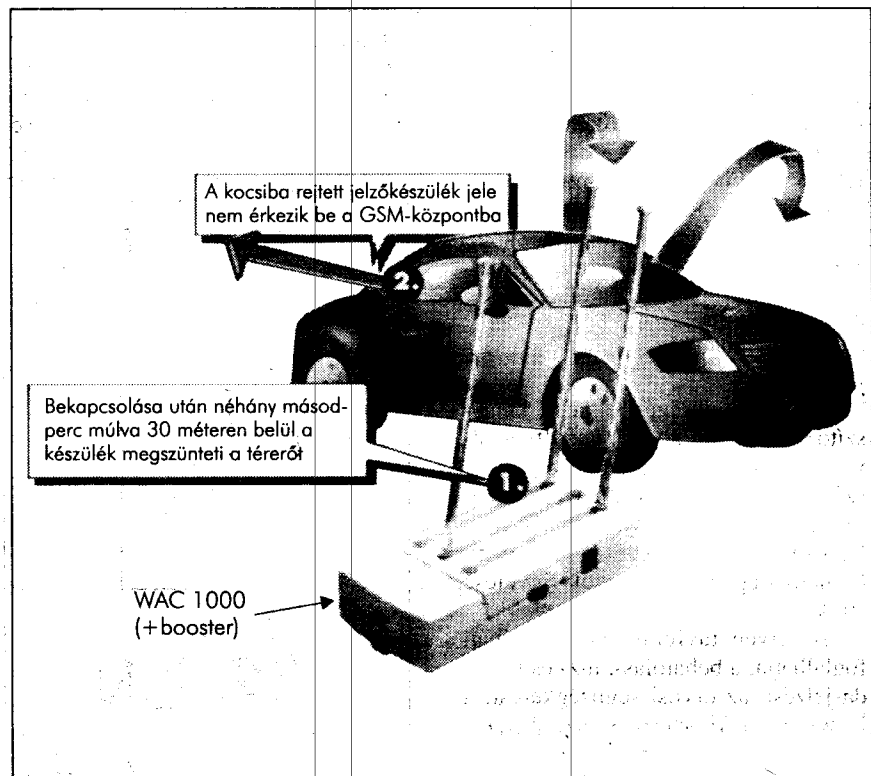 A kocsiba rejtett jelzőkészülék jele
nem érkezik be a GSM-központba
2.
Bekapcsolása után néhány másod-
perc múlva 30 méteren belül a
készülék megszünteti a térerőt
1.
WAC 1000
(+booster)